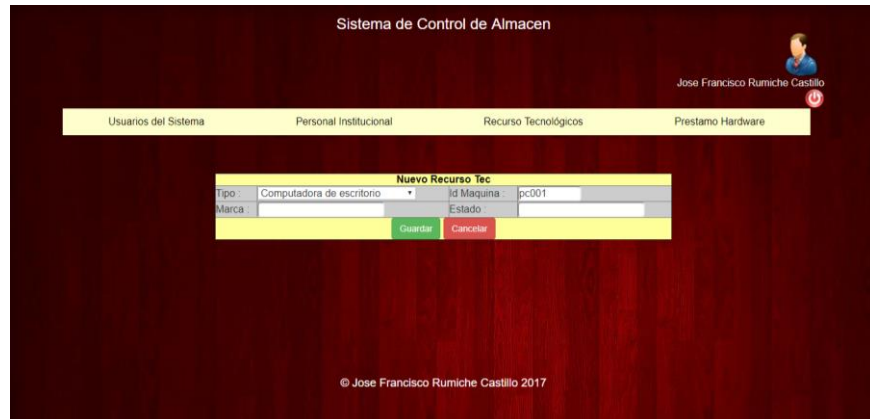 Sistema de Control de Almacen
Jose Francisco Rumiche Castillo
Usuarios del Sistema Personal Institucional Recurso Tecnológicos Prestamo Hardware
Nuevo Recurso Tec
Tipo : Computadora de escritorio Id Maquina : pc001
Marca : Estado :
Guardar Cancelar
© Jose Francisco Rumiche Castillo 2017